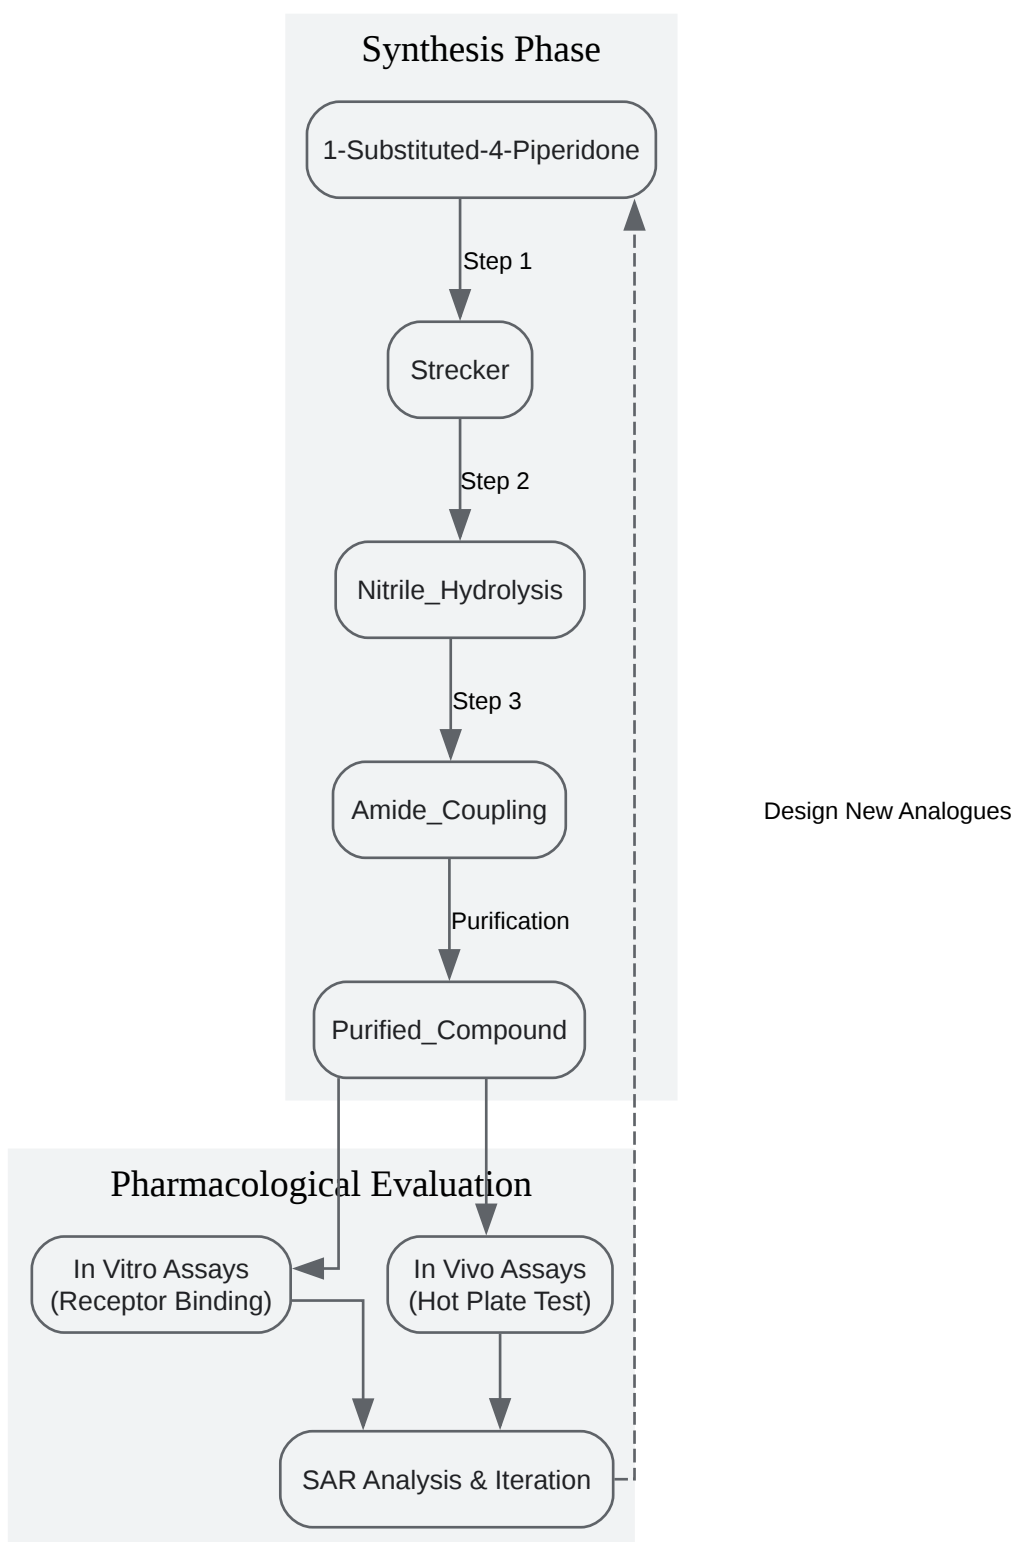 Synthesis Phase
1-Substituted-4-Piperidone
Step 1
Strecker
Step 2
Nitrile_Hydrolysis
Step 3
Amide_Coupling
Design New Analogues
Purification
Purified_Compound
Pharmacological Evaluation
In Vitro Assays
(Receptor Binding)
In Vivo Assays
(Hot Plate Test)
SAR Analysis & Iteration